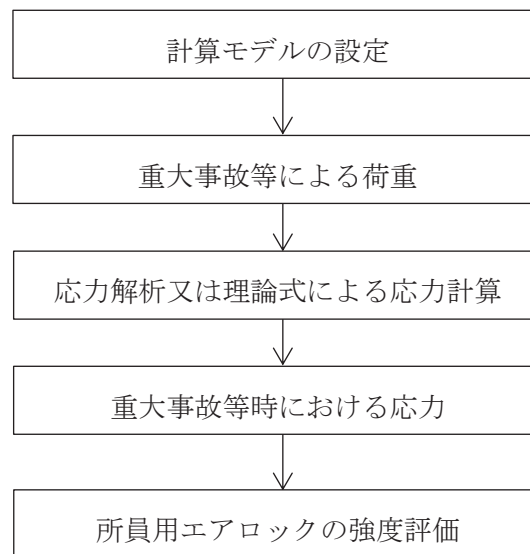 計算モデルの設定
重大事故等による荷重
応力解析又は理論式による応力計算
重大事故等時における応力
所員用エアロックの強度評価